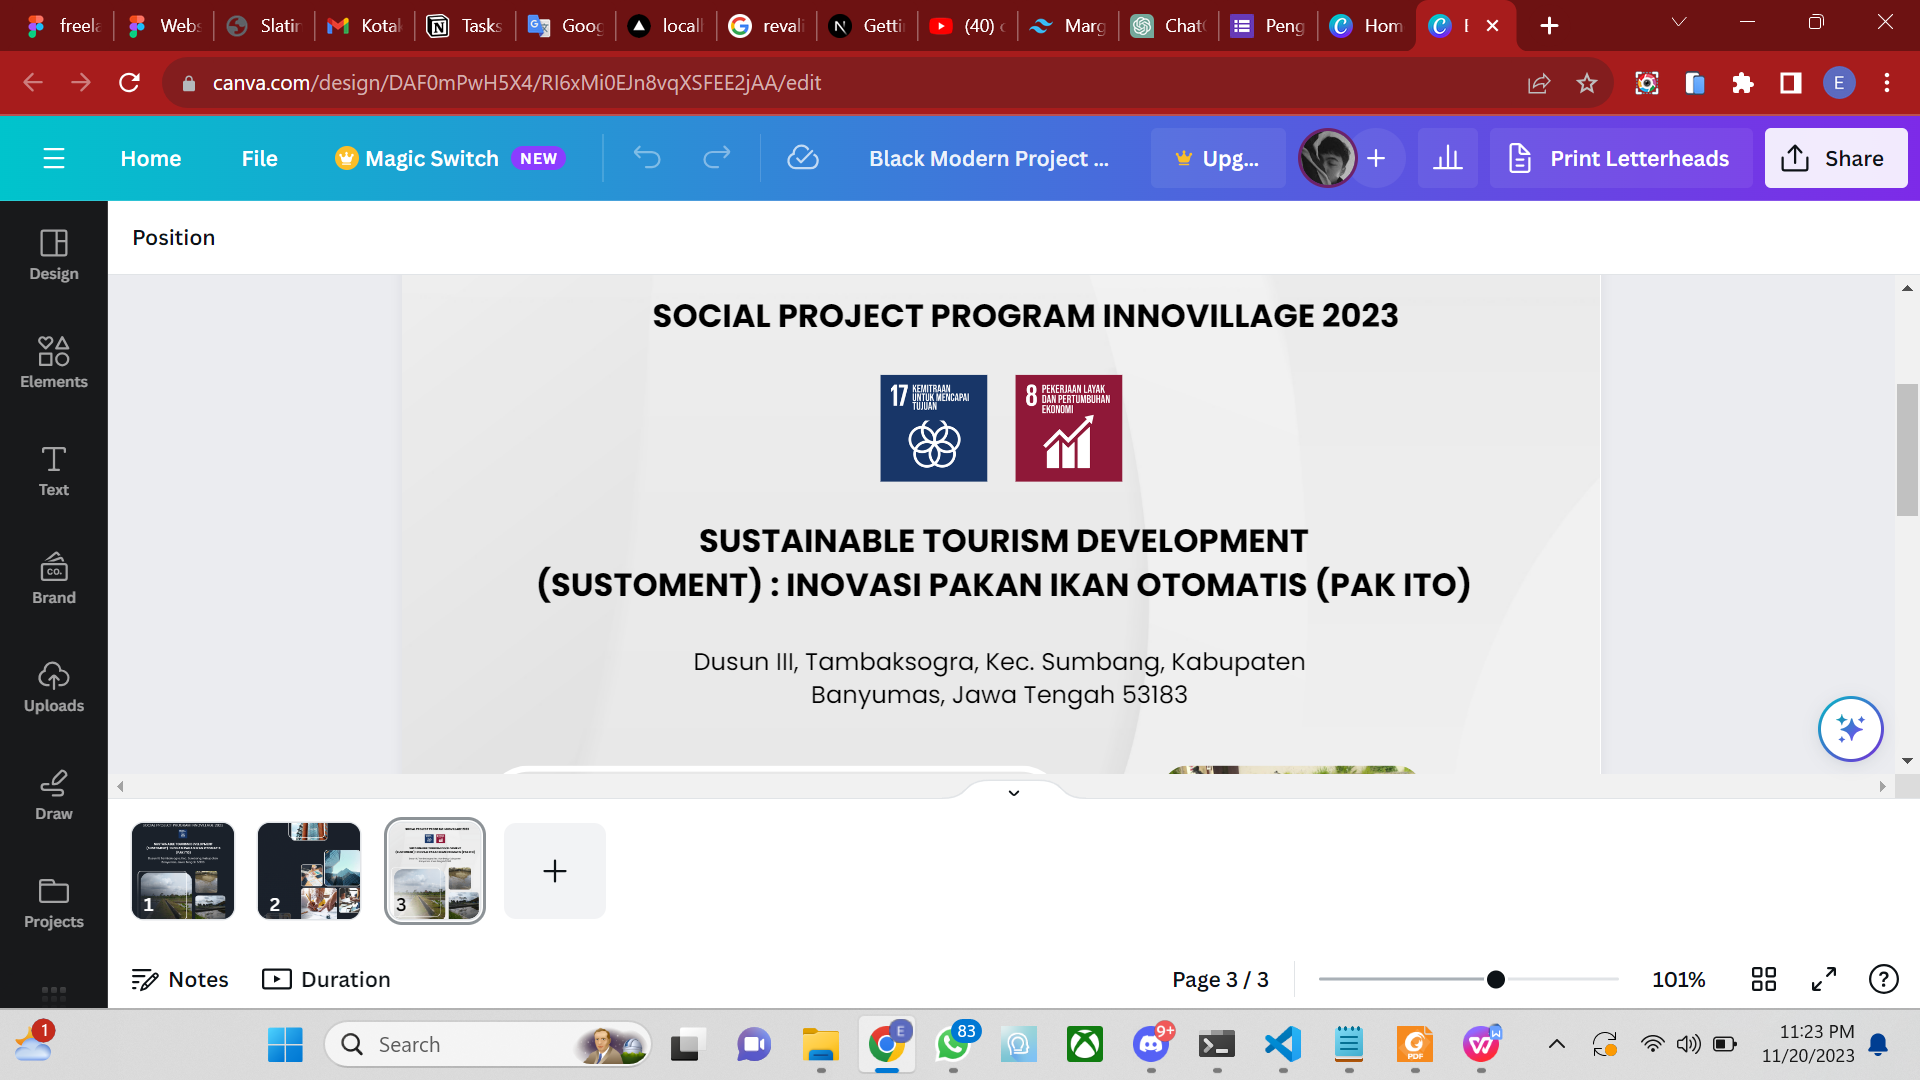 freela
Webs
Slatin
Kotak
Tasks
Goog
locall
revali
Getti
(40)
Marg
Chat
Peng
Hom
canva.com/design/DAF0mPwH5X4/RI6xMi0EJn8vqXSFEE2jAA/edit
E
Home
File
Magic Switch
NEW
Black Modern Project ...
Upg...
Print Letterheads
Share
Position
Design
Elements
Text
CO.
Brand
Uploads
Draw
Projects
SOCIAL PROJECT PROGRAM INNOVILLAGE 2023
17 KEMITRAAN
UNTUK MENCAPAI
TUJUAN
8 PEKERJAAN LAYAK
DAN PERTUMBUHAN
EKONOMI
SUSTAINABLE TOURISM DEVELOPMENT
(SUSTOMENT) : INOVASI PAKAN IKAN OTOMATIS (PAK ITO)
Dusun III, Tambaksogra, Kec. Sumbang, Kabupaten
Banyumas, Jawa Tengah 53183
1
2
3
Notes
Duration
Page 3 / 3
101%
1
Search
E
83
9+
PDF
11:23 PM
11/20/2023